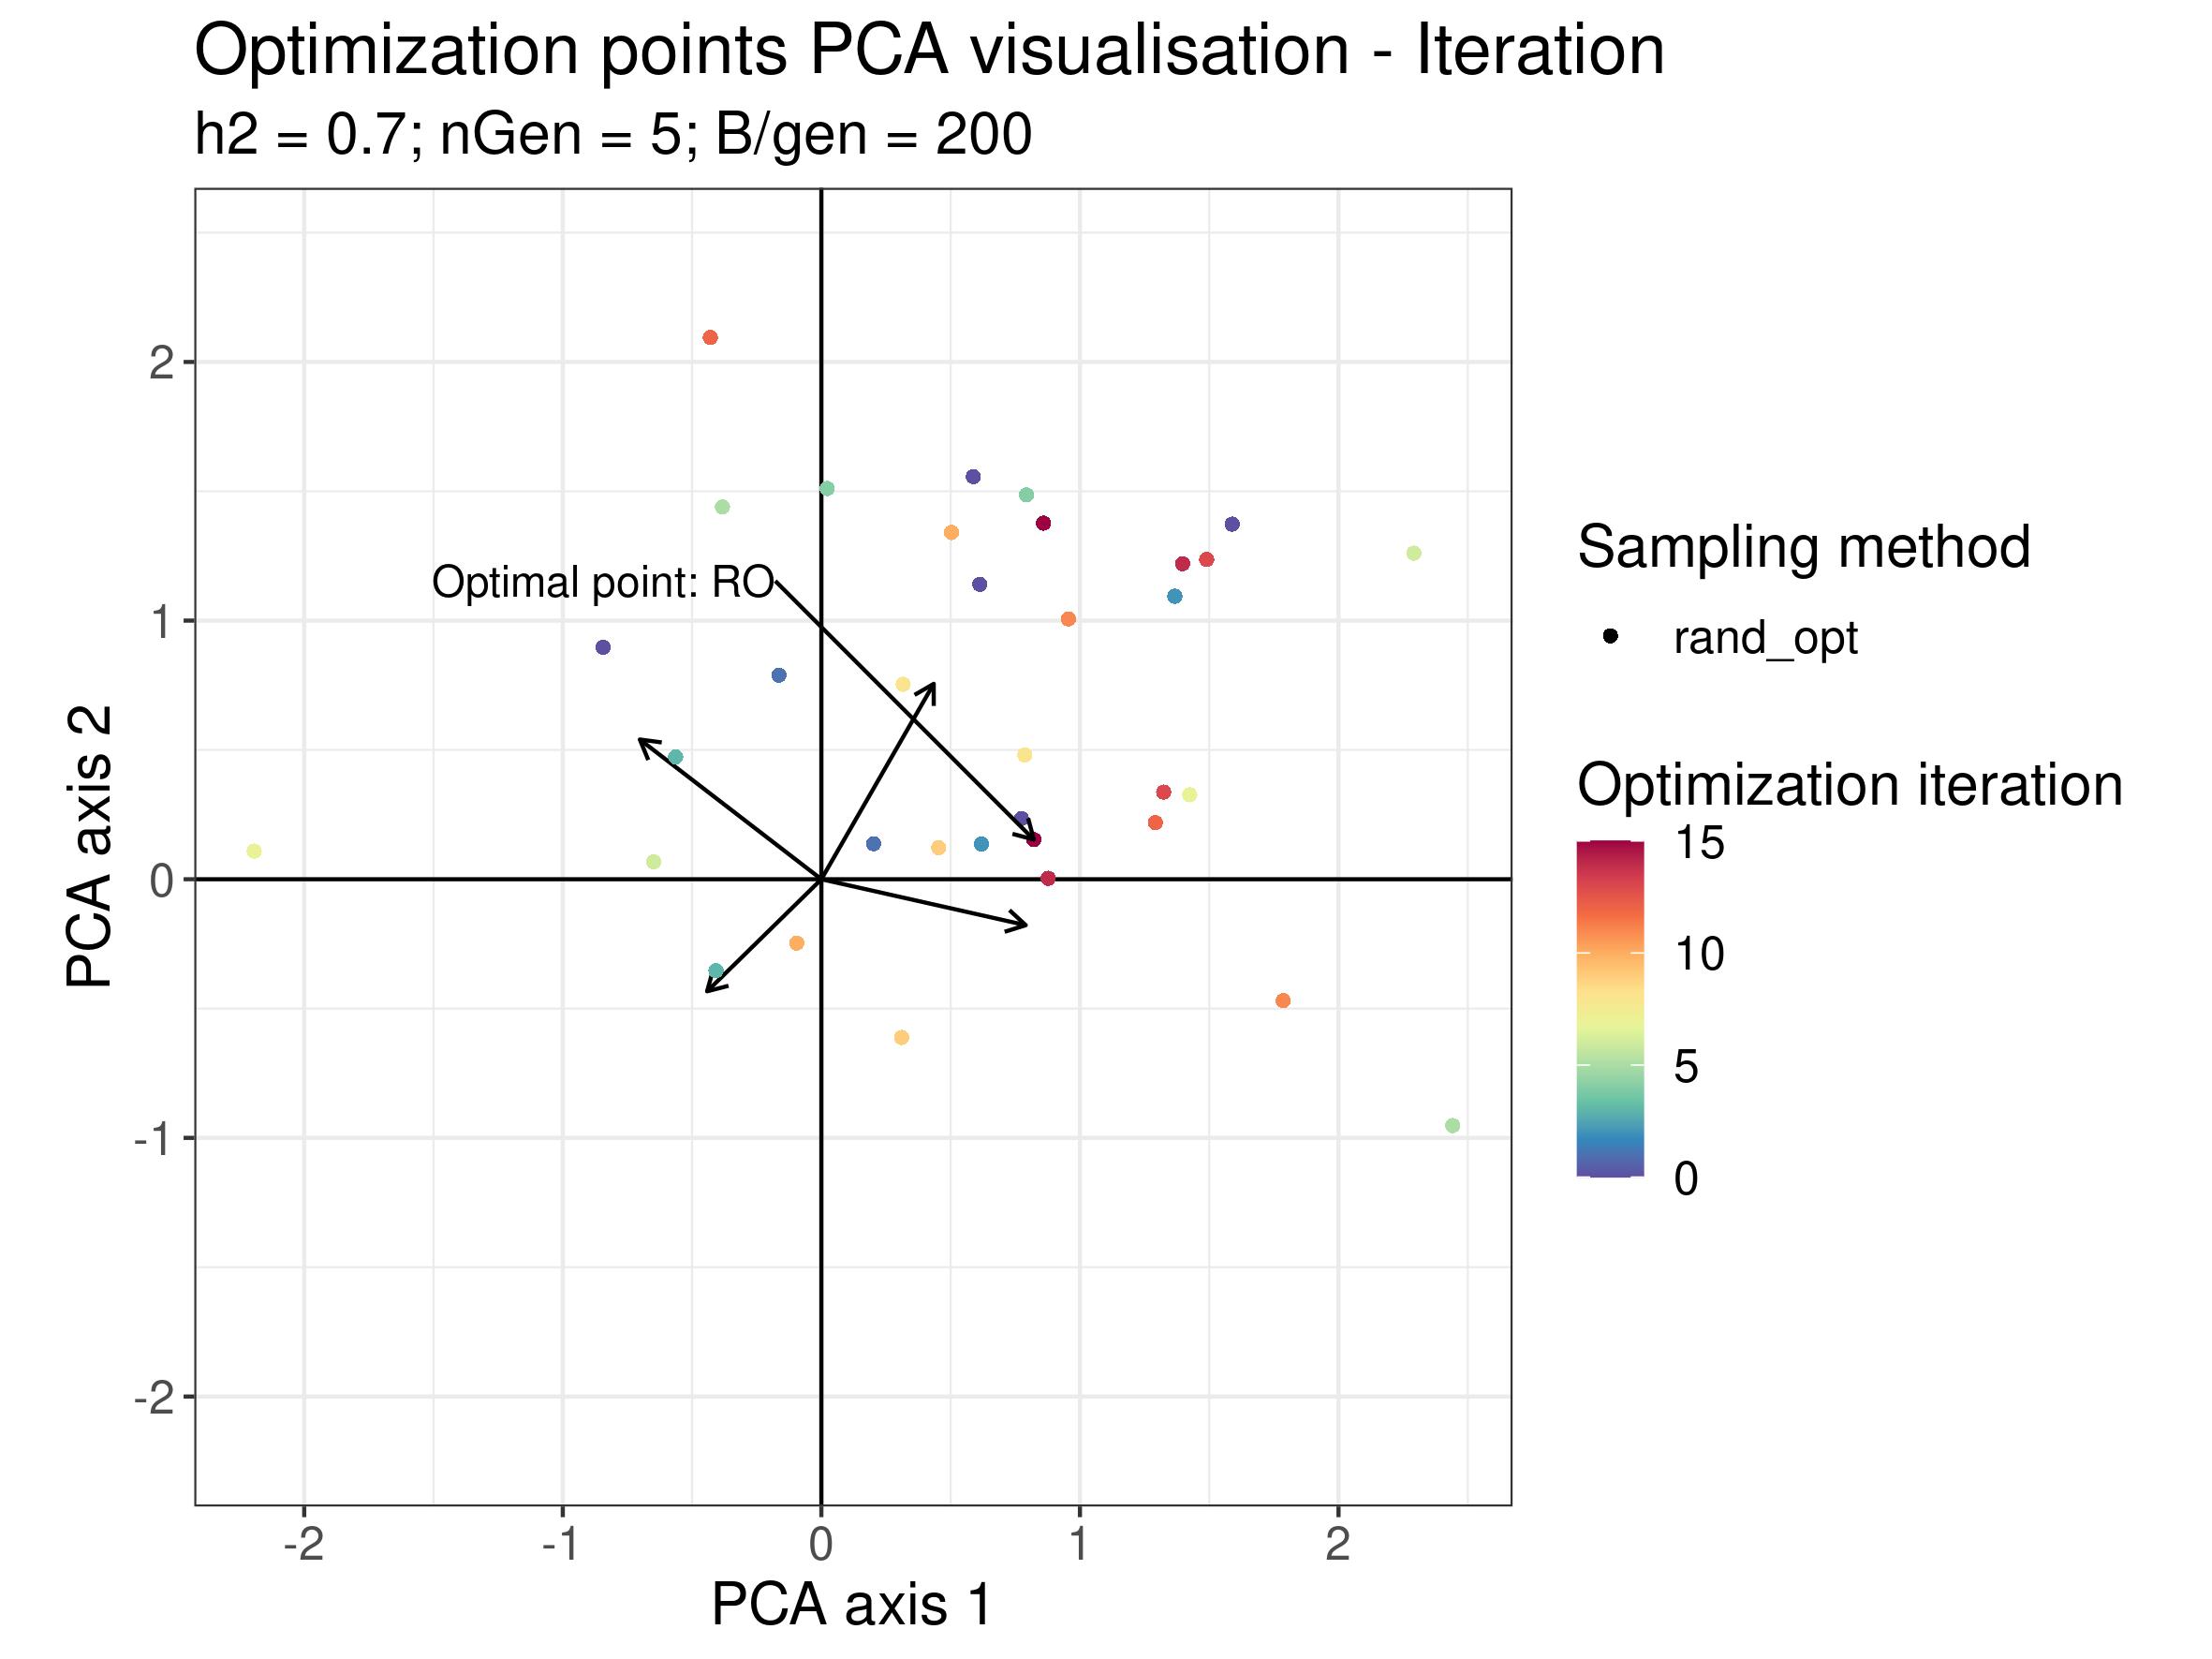 Optimization points PCA visualisation - Iteration
h2 = 0.7; nGen = 5; B/gen = 200
Optimal point: RO
PCA axis 2
2
1
0
-1
-2
-2
-1
0
1
2
PCA axis 1
Sampling method
rand_opt
Optimization iteration
15
10
5
0